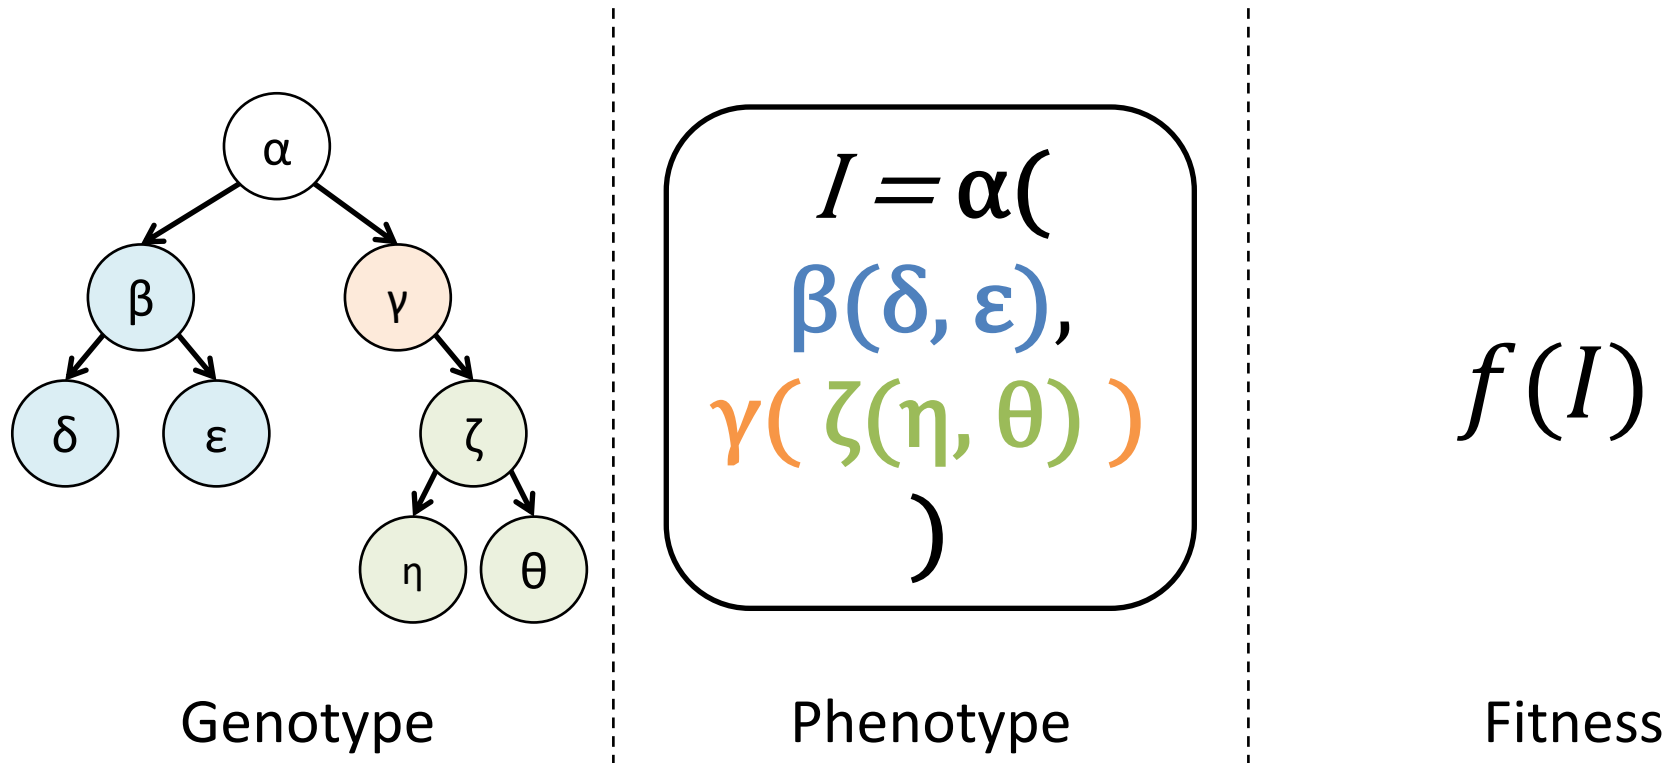 α
β
γ
δ
ε
ζ
η
θ
I = α(
β(δ, ε),
γ( ζ(η, θ) )
)
f(I)
Genotype
Phenotype
Fitness